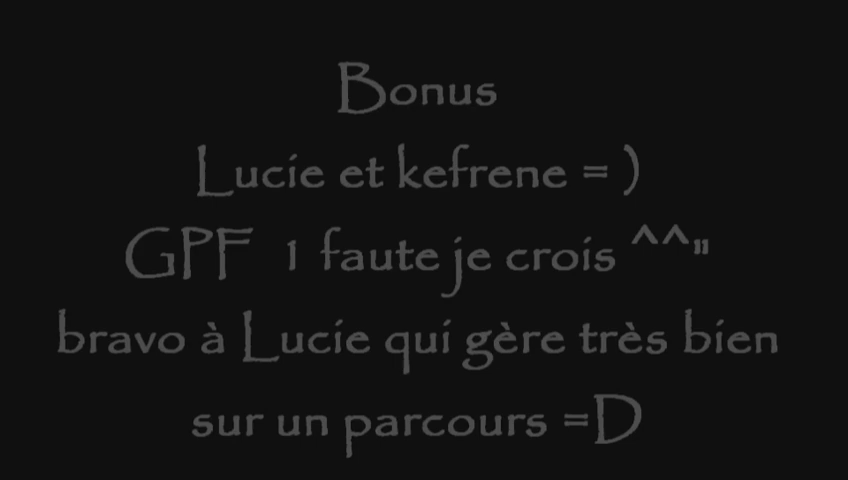 Bonus
Lucie et kefrene = )
GPF 1 faute je crois ^^"
bravo à Lucie qui gère très bien
sur un parcours =D